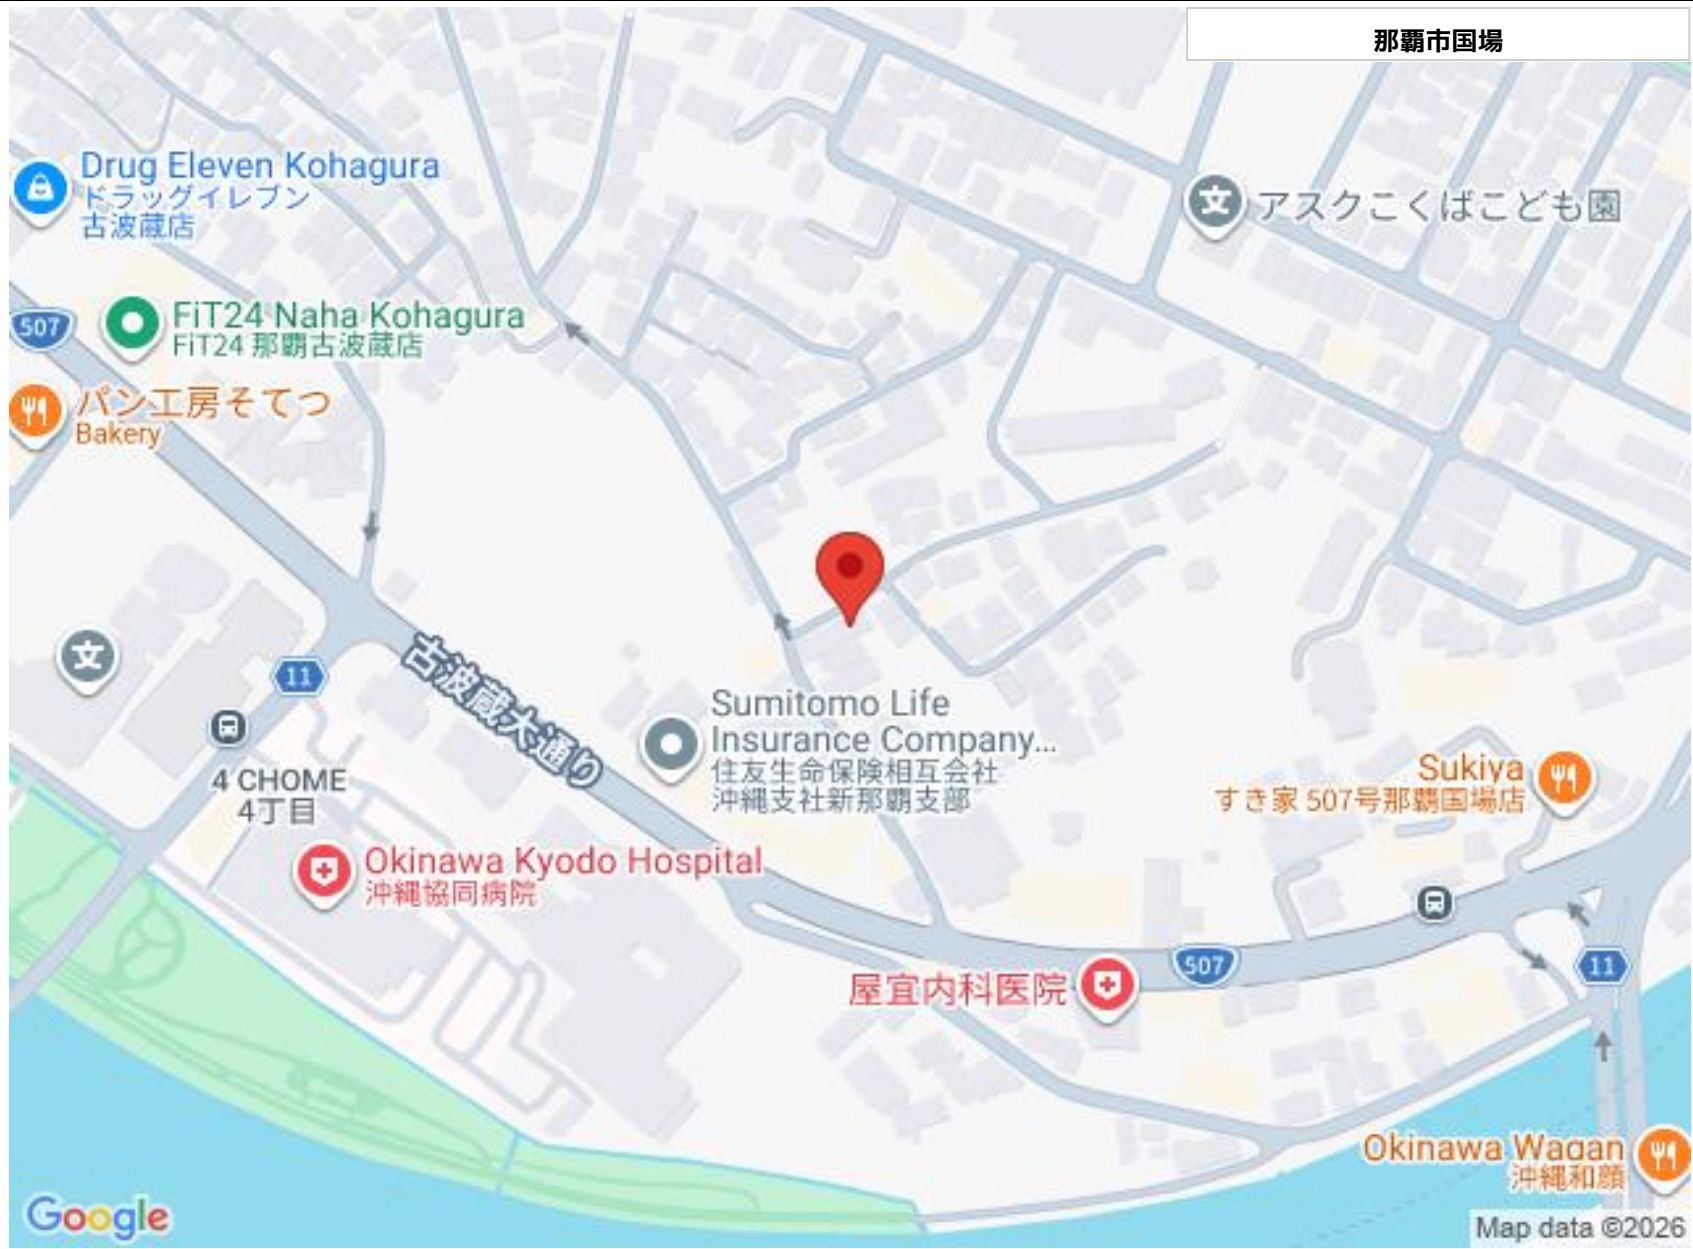 那覇市国場
Drug Eleven Kohagura
ドラッグイレブン
古波蔵店
文
アスクこくばこども園
507
FiT24 Naha Kohagura
FiT24 那覇古波蔵店
パン工房そてつ
Bakery
文
11
古波蔵大通り
Sumitomo Life
Insurance Company...
住友生命保険相互会社
沖縄支社新那覇支部
4 CHOME
4丁目
Sukiya
すき家 507号那覇国場店
Okinawa Kyodo Hospital
沖縄協同病院
屋宜内科医院
507
11
Okinawa Wagan
沖縄和顔
Google
Map data ©2026